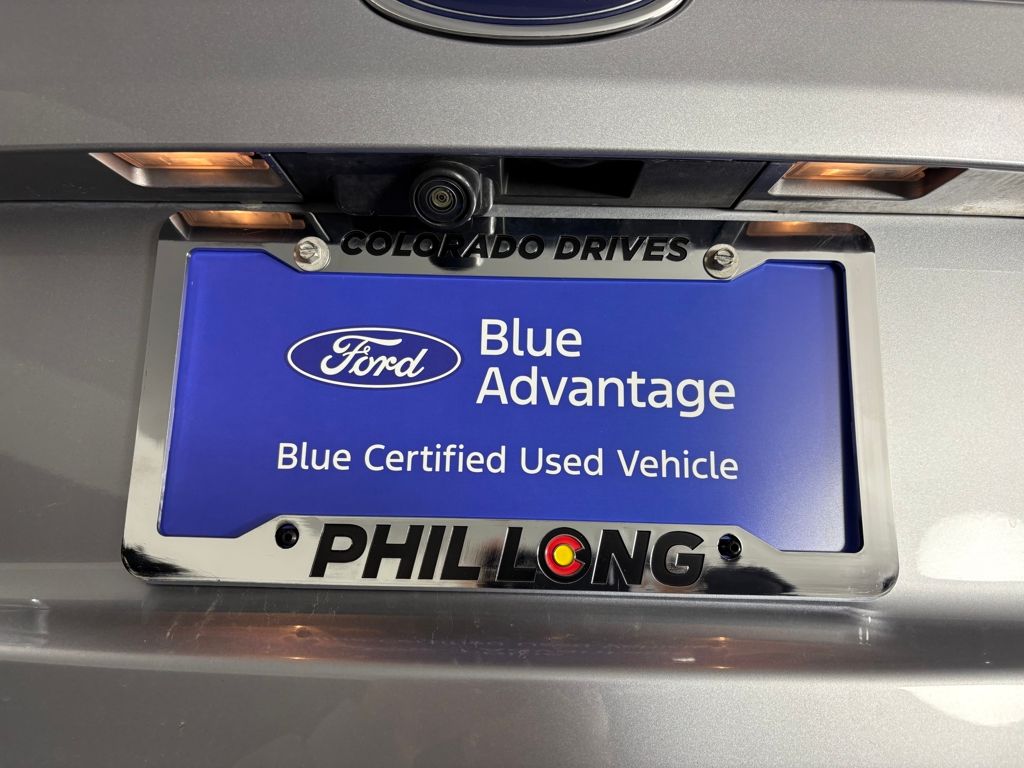 COLORADO DRIVES
Ford
Blue
Advantage
Blue Certified Used Vehicle
PHIL LONG